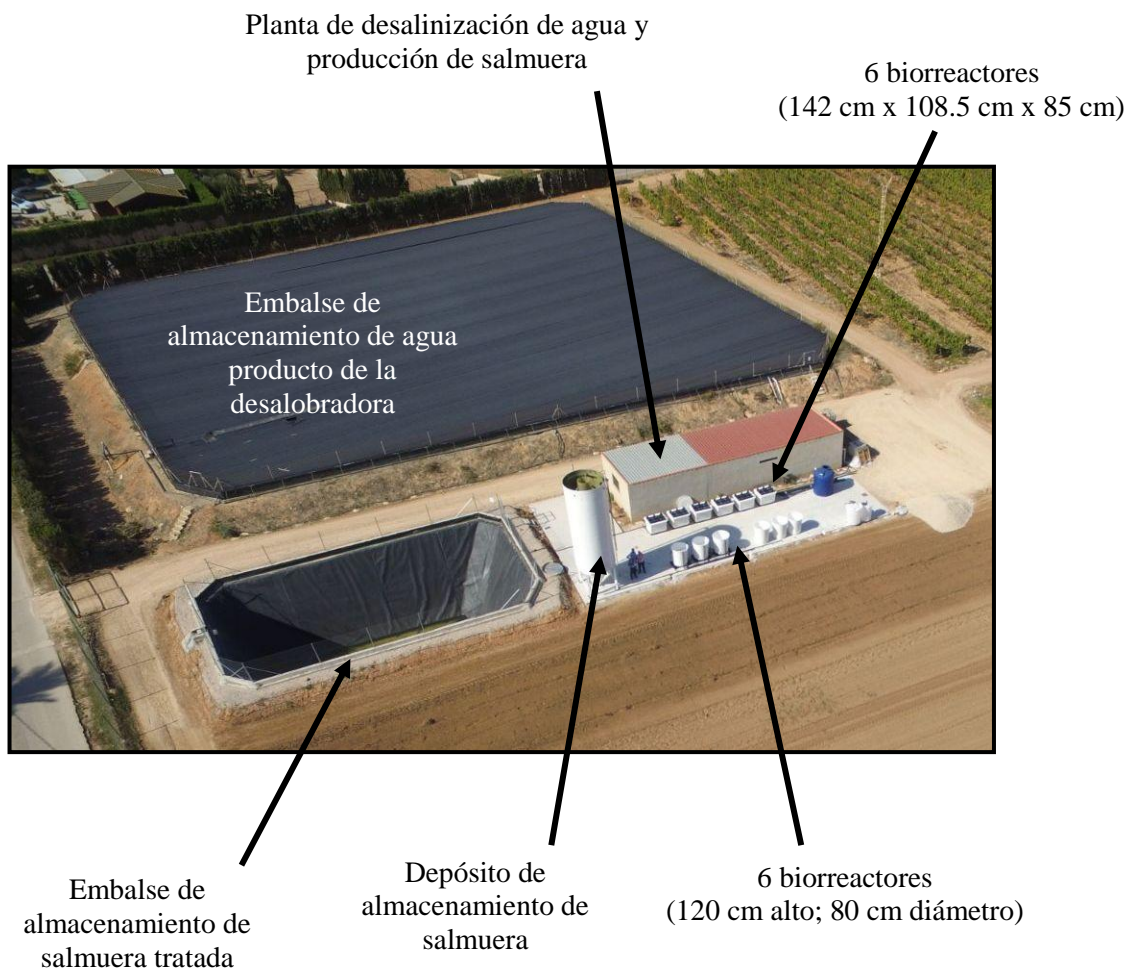 Planta de desalinización de agua y
producción de salmuera
6 biorreactores
(142 cm x 108.5 cm x 85 cm)
Embalse de
almacenamiento de agua
producto de la
desalobradora
Embalse de
almacenamiento de
salmuera tratada
Depósito de
almacenamiento de
salmuera
6 biorreactores
(120 cm alto; 80 cm diámetro)